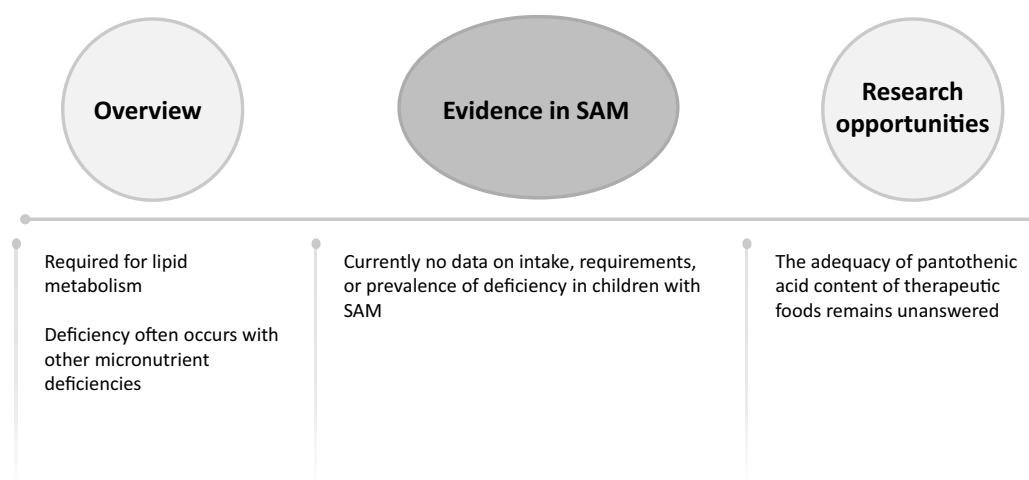 Overview
Evidence in SAM
Research
opportunities
Required for lipid
metabolism
Deficiency often occurs with
other micronutrient
deficiencies
Currently no data on intake, requirements,
or prevalence of deficiency in children with
SAM
The adequacy of pantothenic
acid content of therapeutic
foods remains unanswered